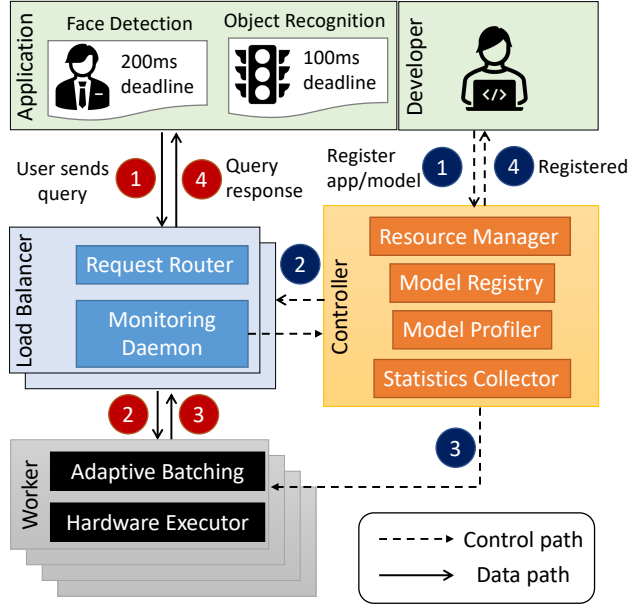 Application
Face Detection
200ms
deadline
Object Recognition
100ms
deadline
Developer
</>
User sends
query
1
4
Query
response
Register
app/model
1
4
Registered
Load Balancer
Request Router
Monitoring
Daemon
2
Controller
Resource Manager
Model Registry
Model Profiler
Statistics Collector
2
3
3
Worker
Adaptive Batching
Hardware Executor
Control path
Data path